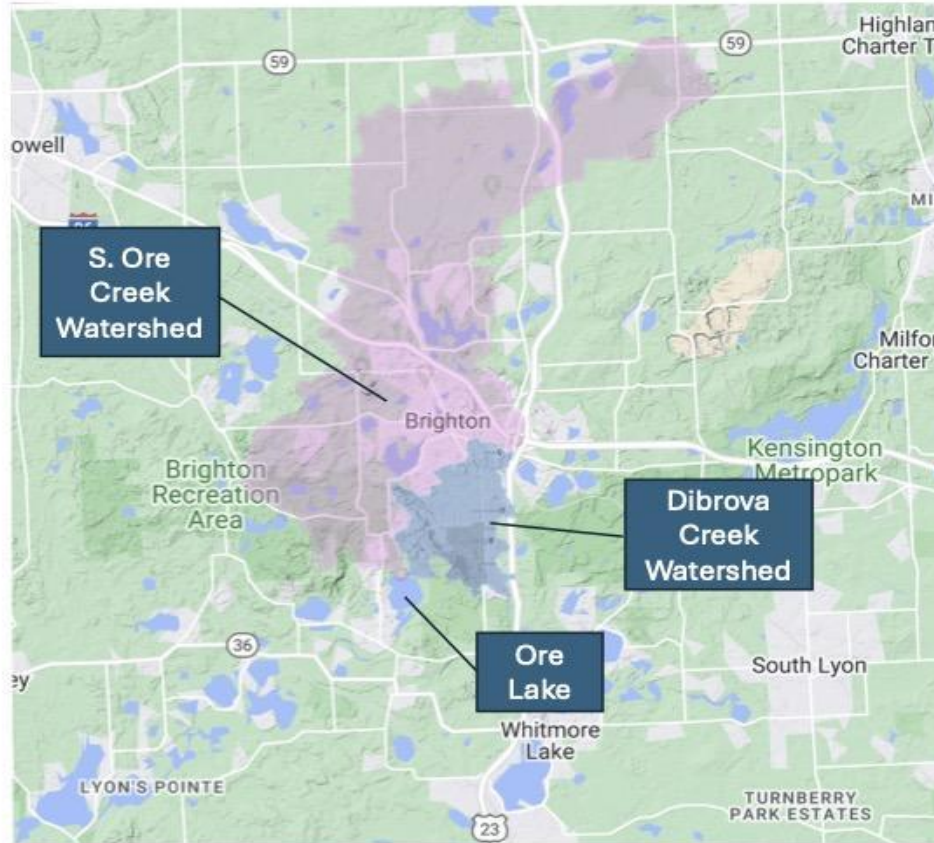 Highlan
Charter T
59
59
owell
MI
96
S. Ore
Creek
Watershed
Milfor
Charter
Brighton
Kensington
Metropark
Brighton
Recreation
Area
Dibrova
Creek
Watershed
36
Ore
Lake
South Lyon
ey
Whitmore
Lake
LYON'S POINTE
TURNBERRY
PARK ESTATES
23